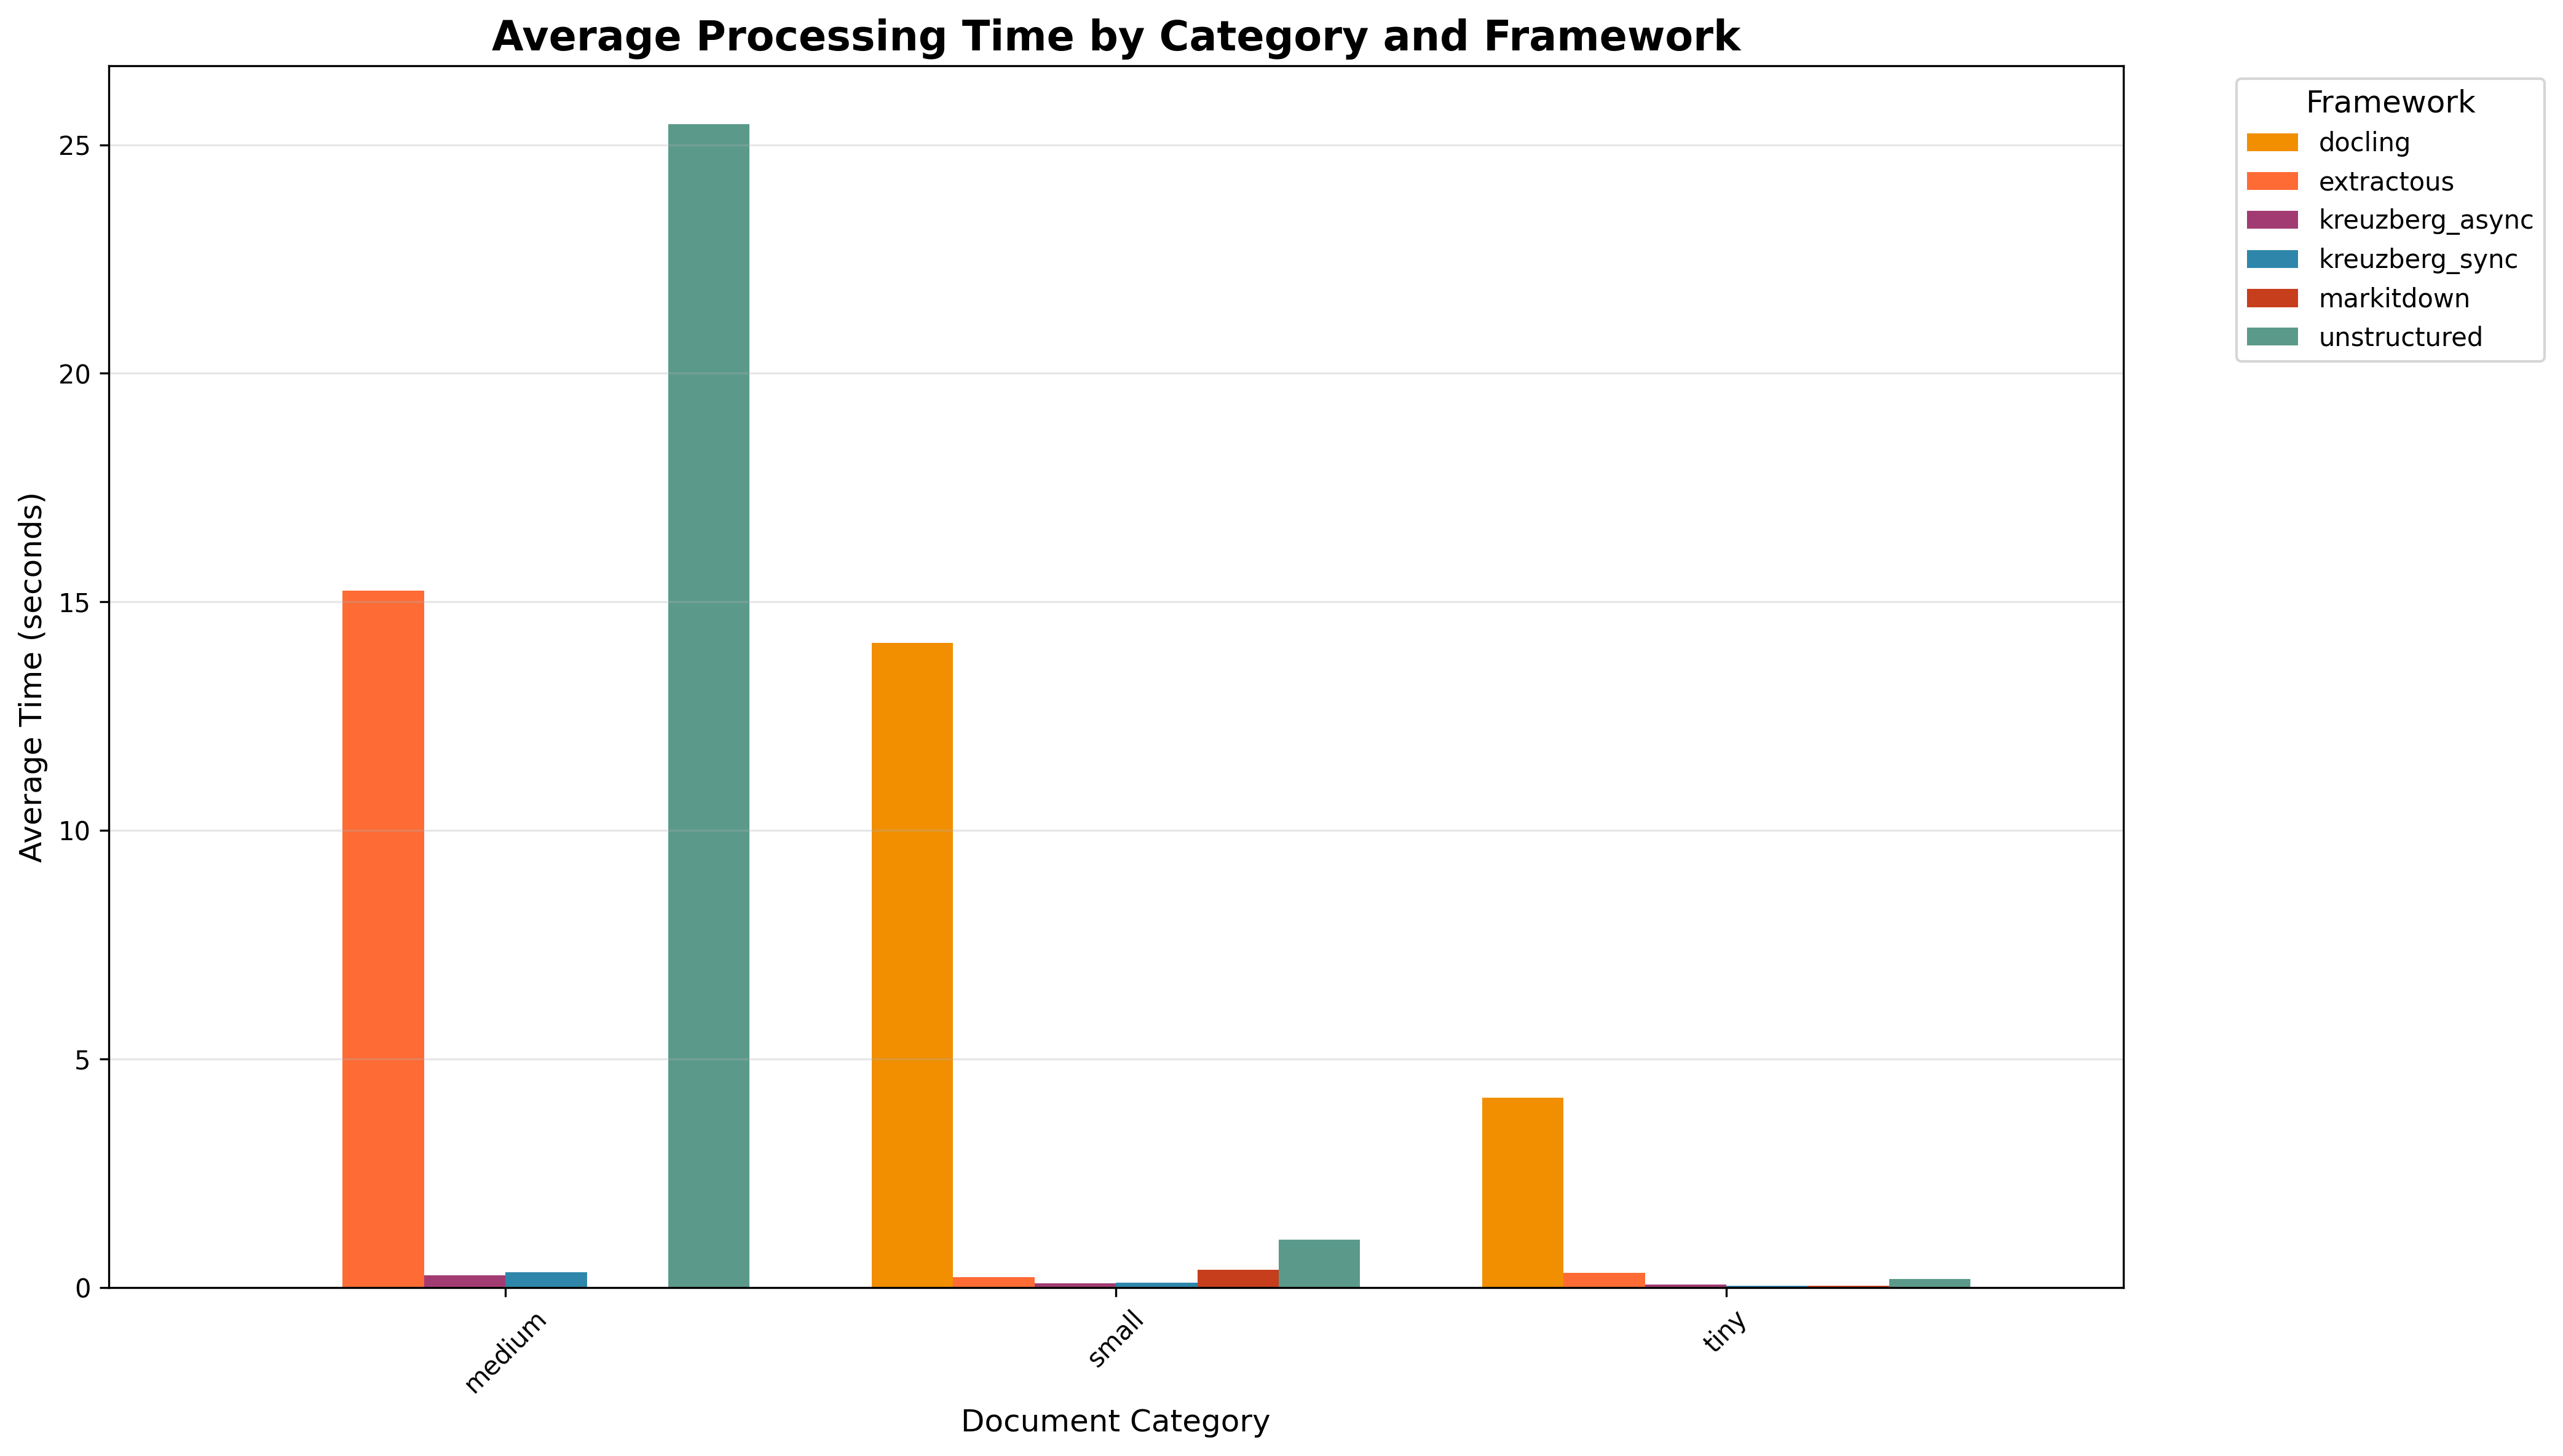 Average Processing Time by Category and Framework
Average Time (seconds)
25
20
15
10
5
0
medium
small
tiny
Document Category
Framework
docling
extractous
kreuzberg_async
kreuzberg_sync
markitdown
unstructured